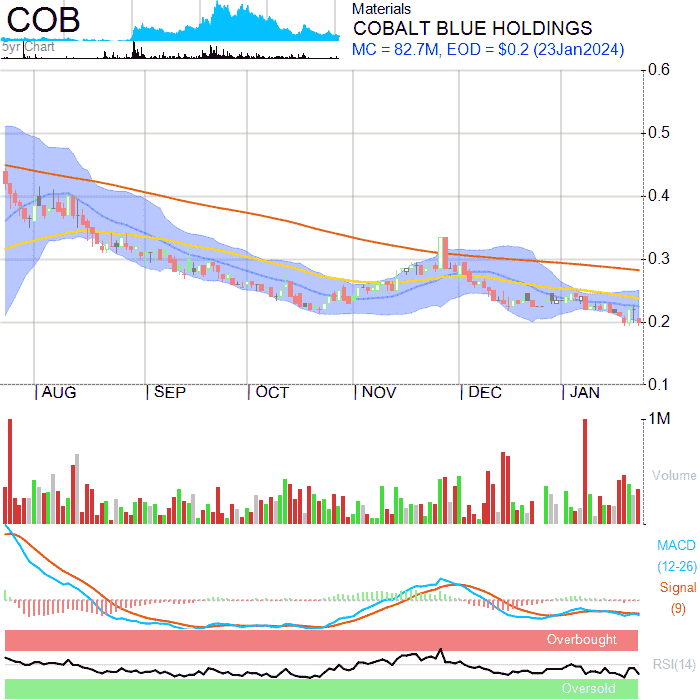 COB
5yr Chart
Materials
COBALT BLUE HOLDINGS
MC = 82.7M, EOD = $0.2 (23Jan2024)
0.6
0.5
0.4
0.3
0.2
0.1
AUG SEP OCT NOV DEC JAN
1M
Volume
MACD
(12-26)
Signal
(9)
Overbought
RSI(14)
Oversold